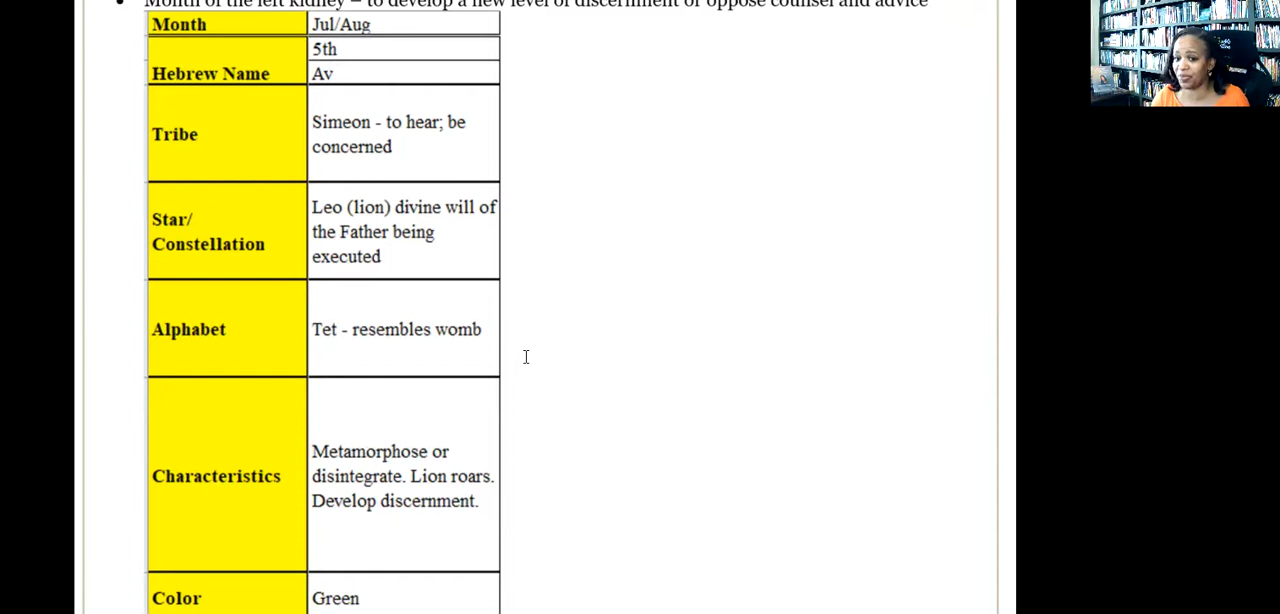 Month of the left kidney – to develop a new level of discernment or oppose counsel and advice
Month
Jul/Aug
5th
Hebrew Name
Av
Tribe
Simeon - to hear; be
concerned
Star/
Constellation
Leo (lion) divine will of
the Father being
executed
Alphabet
Tet - resembles womb
Characteristics
Metamorphose or
disintegrate. Lion roars.
Develop discernment.
Color
Green